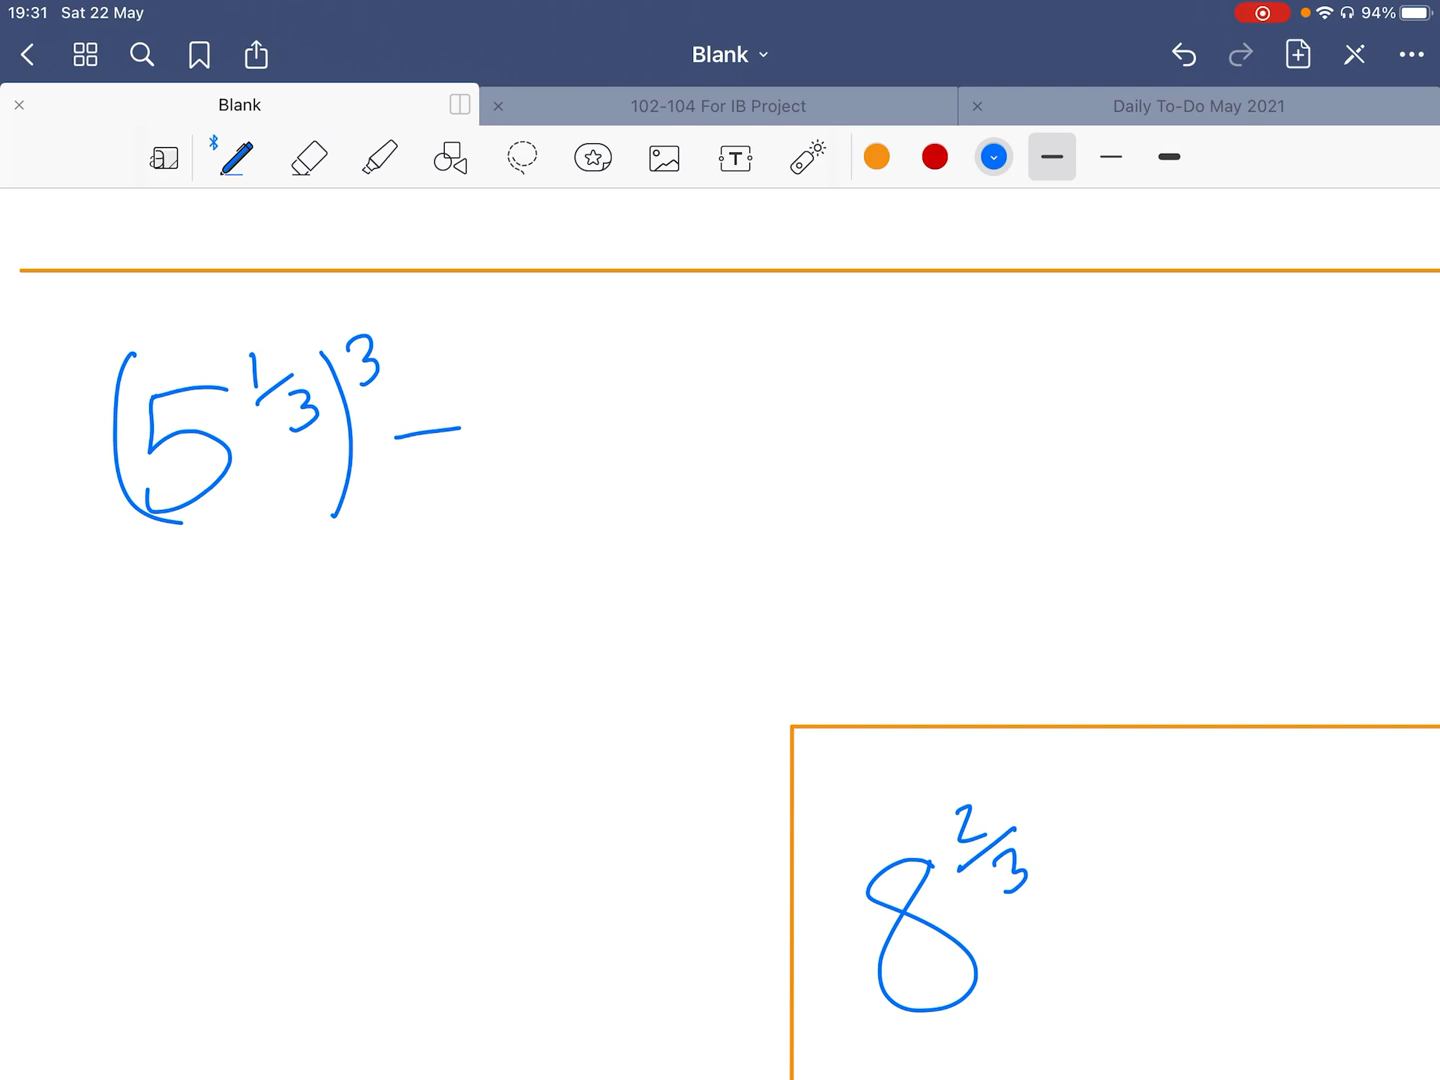 19:31 Sat 22 May 94%
Blank
Blank 102-104 For IB Project Daily To-Do May 2021
(5^1/3)^3 –
8^2/3